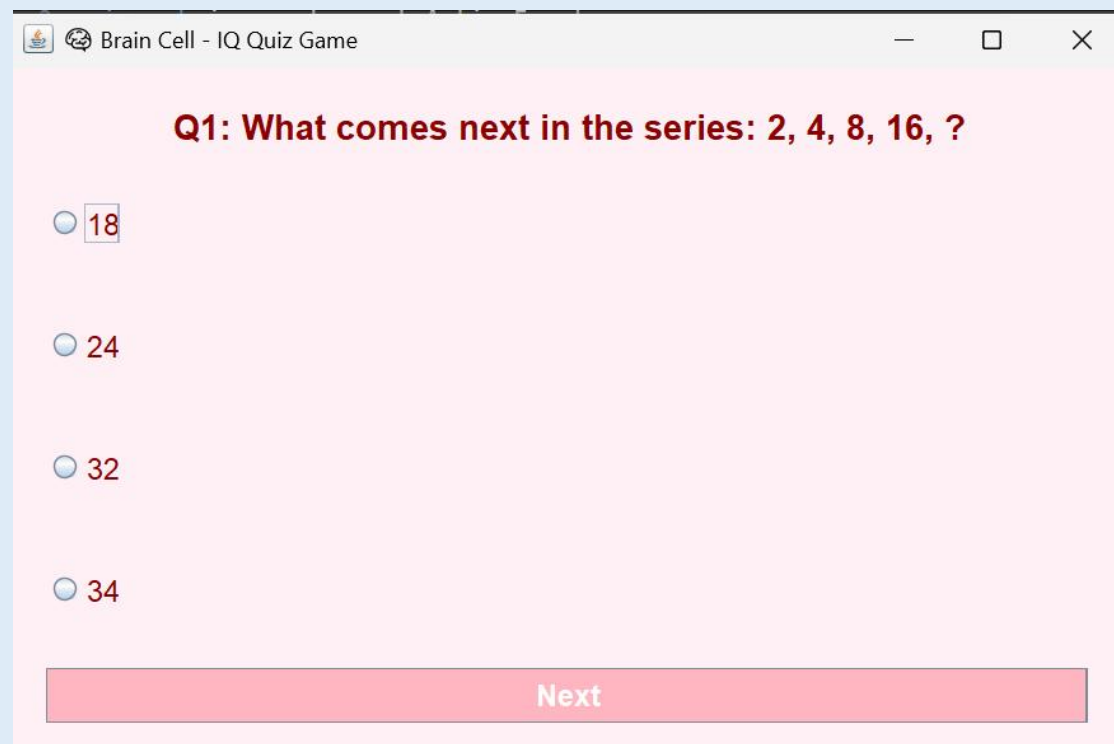 Brain Cell - IQ Quiz Game
Q1: What comes next in the series: 2, 4, 8, 16, ?
18
24
32
34
Next